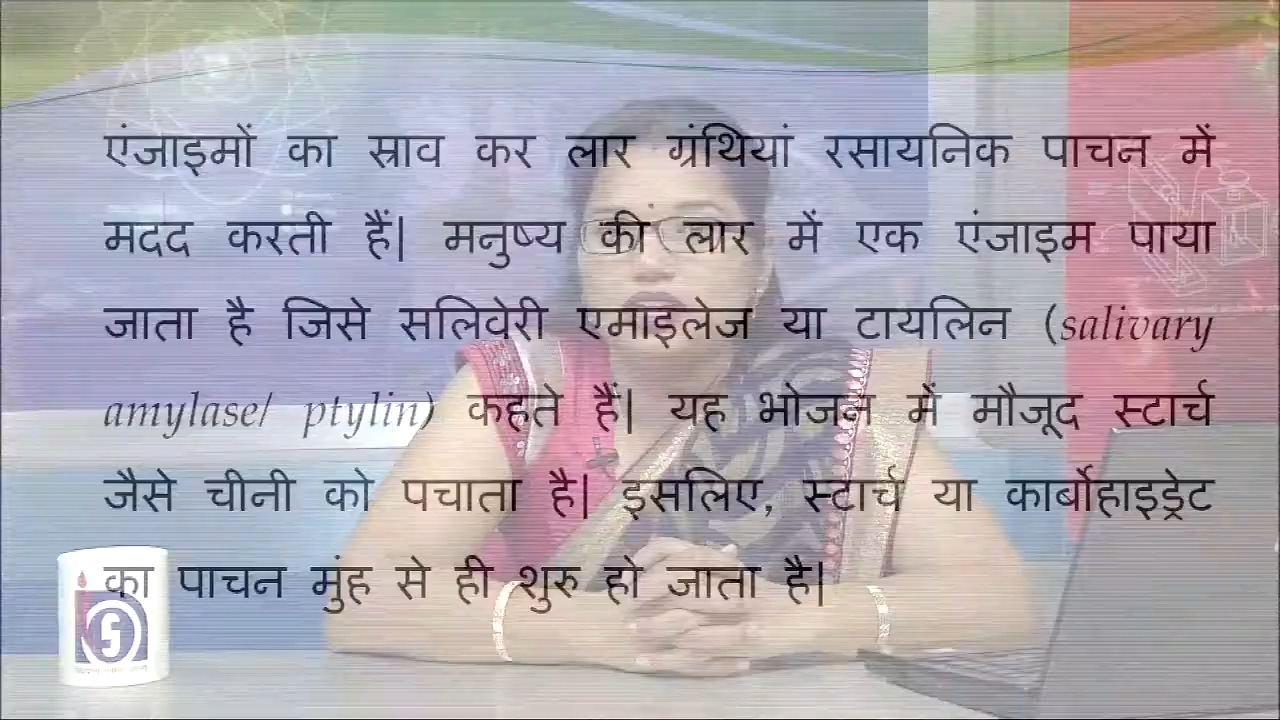 एंजाइमों का स्राव कर लार ग्रंथियां रसायनिक पाचन में
मदद करती हैं| मनुष्य की लार में एक एंजाइम पाया
जाता है जिसे सलिवेरी एमाइलेज या टायलिन (salivary
amylase/ ptylin) कहते हैं| यह भोजन में मौजूद स्टार्च
जैसे चीनी को पचाता है| इसलिए, स्टार्च या कार्बोहाइड्रेट
का पाचन मुंह से ही शुरु हो जाता है|